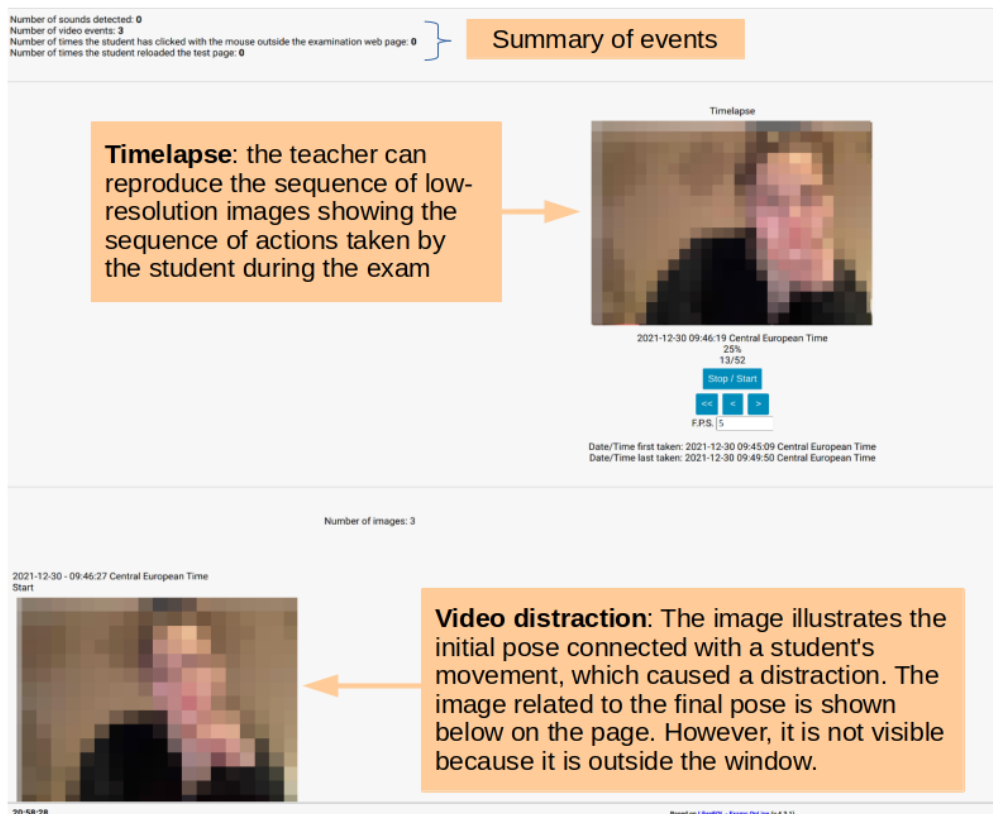 Number of sounds detected: 0
Number of video events: 3
Number of times the student has clicked with the mouse outside the examination web page: 0
Number of times the student reloaded the test page: 0
Summary of events
Timelapse
Timelapse: the teacher can
reproduce the sequence of low-
resolution images showing the
sequence of actions taken by
the student during the exam
2021-12-30 09:46:19 Central European Time
25%
13/52
Stop / Start
<< < >
F.P.S. 5
Date/Time first taken: 2021-12-30 09:45:09 Central European Time
Date/Time last taken: 2021-12-30 09:49:50 Central European Time
Number of images: 3
2021-12-30 - 09:46:27 Central European Time
Start
Video distraction: The image illustrates the
initial pose connected with a student's
movement, which caused a distraction. The
image related to the final pose is shown
below on the page. However, it is not visible
because it is outside the window.
20:58:28
Based on